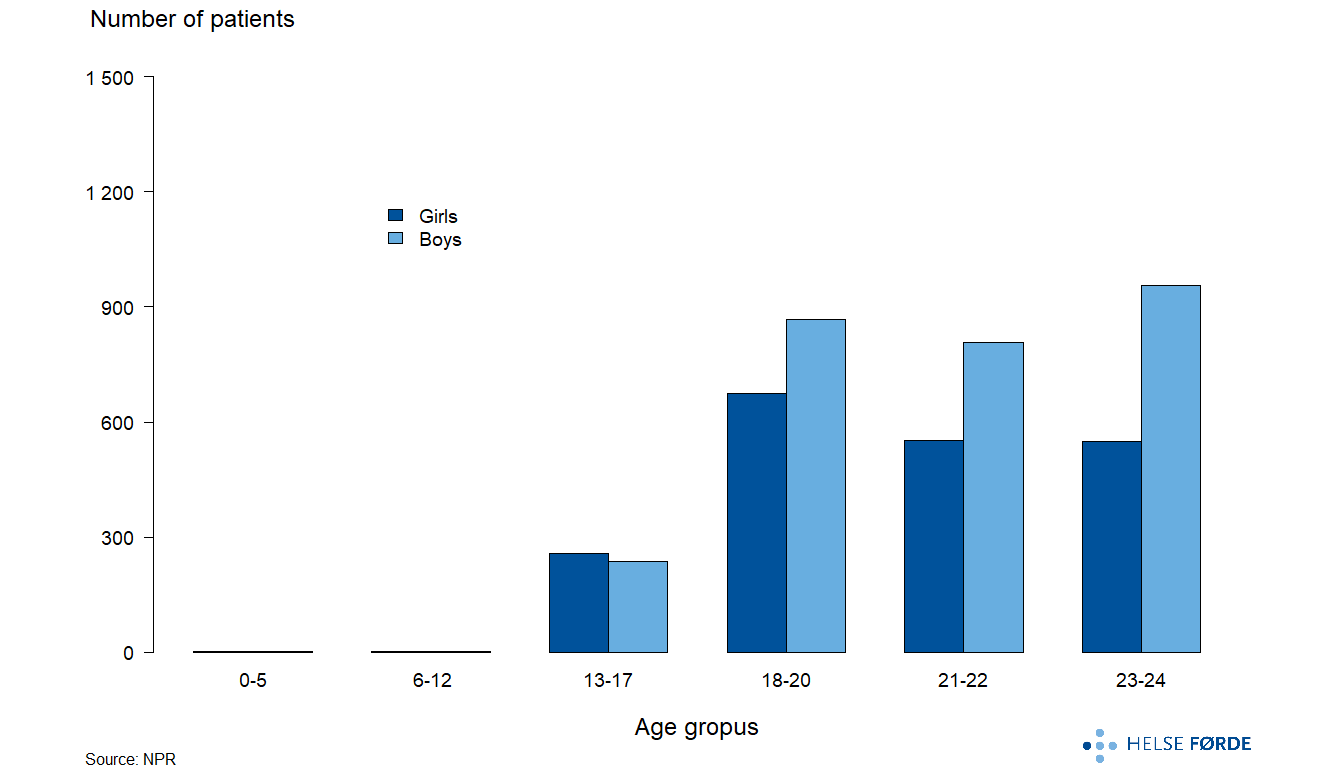 Number of patients
1 500
1 200
900
600
300
0
Girls
Boys
0-5 6-12 13-17 18-20 21-22 23-24
Age gropus
Source: NPR
HELSE FØRDE